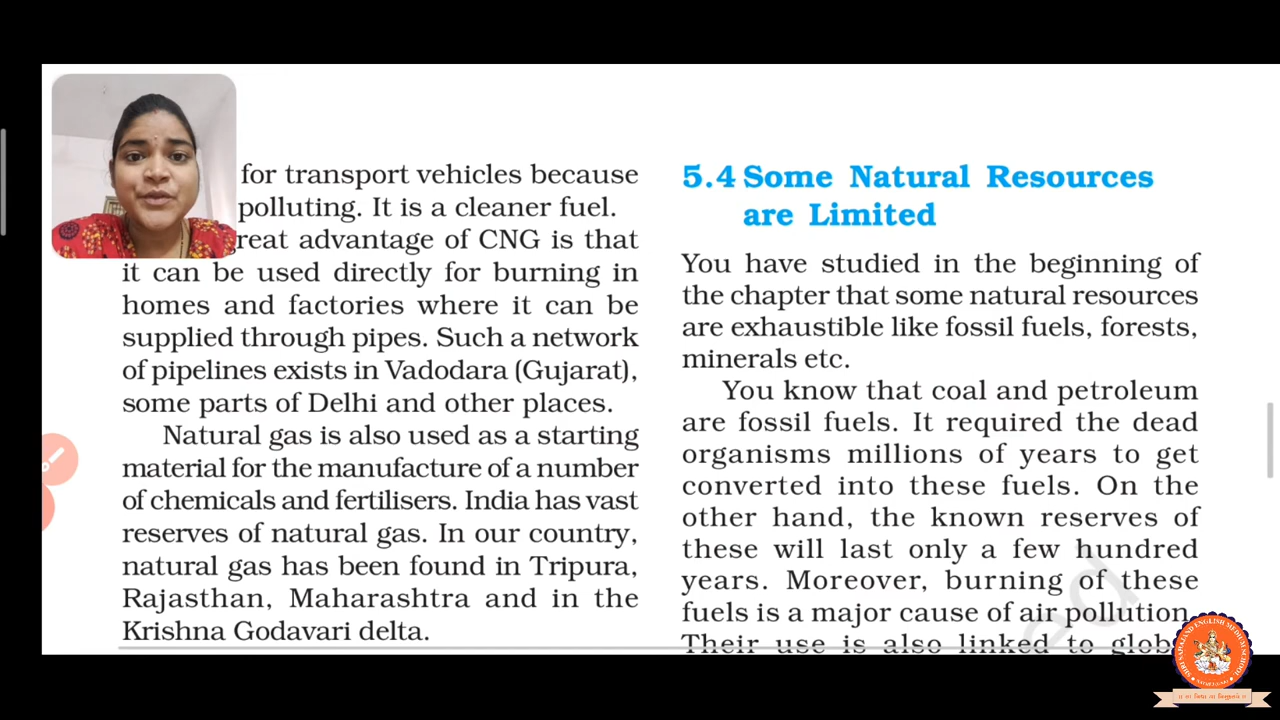 for transport vehicles because
polluting. It is a cleaner fuel.
reat advantage of CNG is that
it can be used directly for burning in
homes and factories where it can be
supplied through pipes. Such a network
of pipelines exists in Vadodara (Gujarat),
some parts of Delhi and other places.
Natural gas is also used as a starting
material for the manufacture of a number
of chemicals and fertilisers. India has vast
reserves of natural gas. In our country,
natural gas has been found in Tripura,
Rajasthan, Maharashtra and in the
Krishna Godavari delta.
5.4 Some Natural Resources
are Limited
You have studied in the beginning of
the chapter that some natural resources
are exhaustible like fossil fuels, forests,
minerals etc.
You know that coal and petroleum
are fossil fuels. It required the dead
organisms millions of years to get
converted into these fuels. On the
other hand, the known reserves of
these will last only a few hundred
years. Moreover, burning of these
fuels is a major cause of air pollution.
Their use is also linked to glob